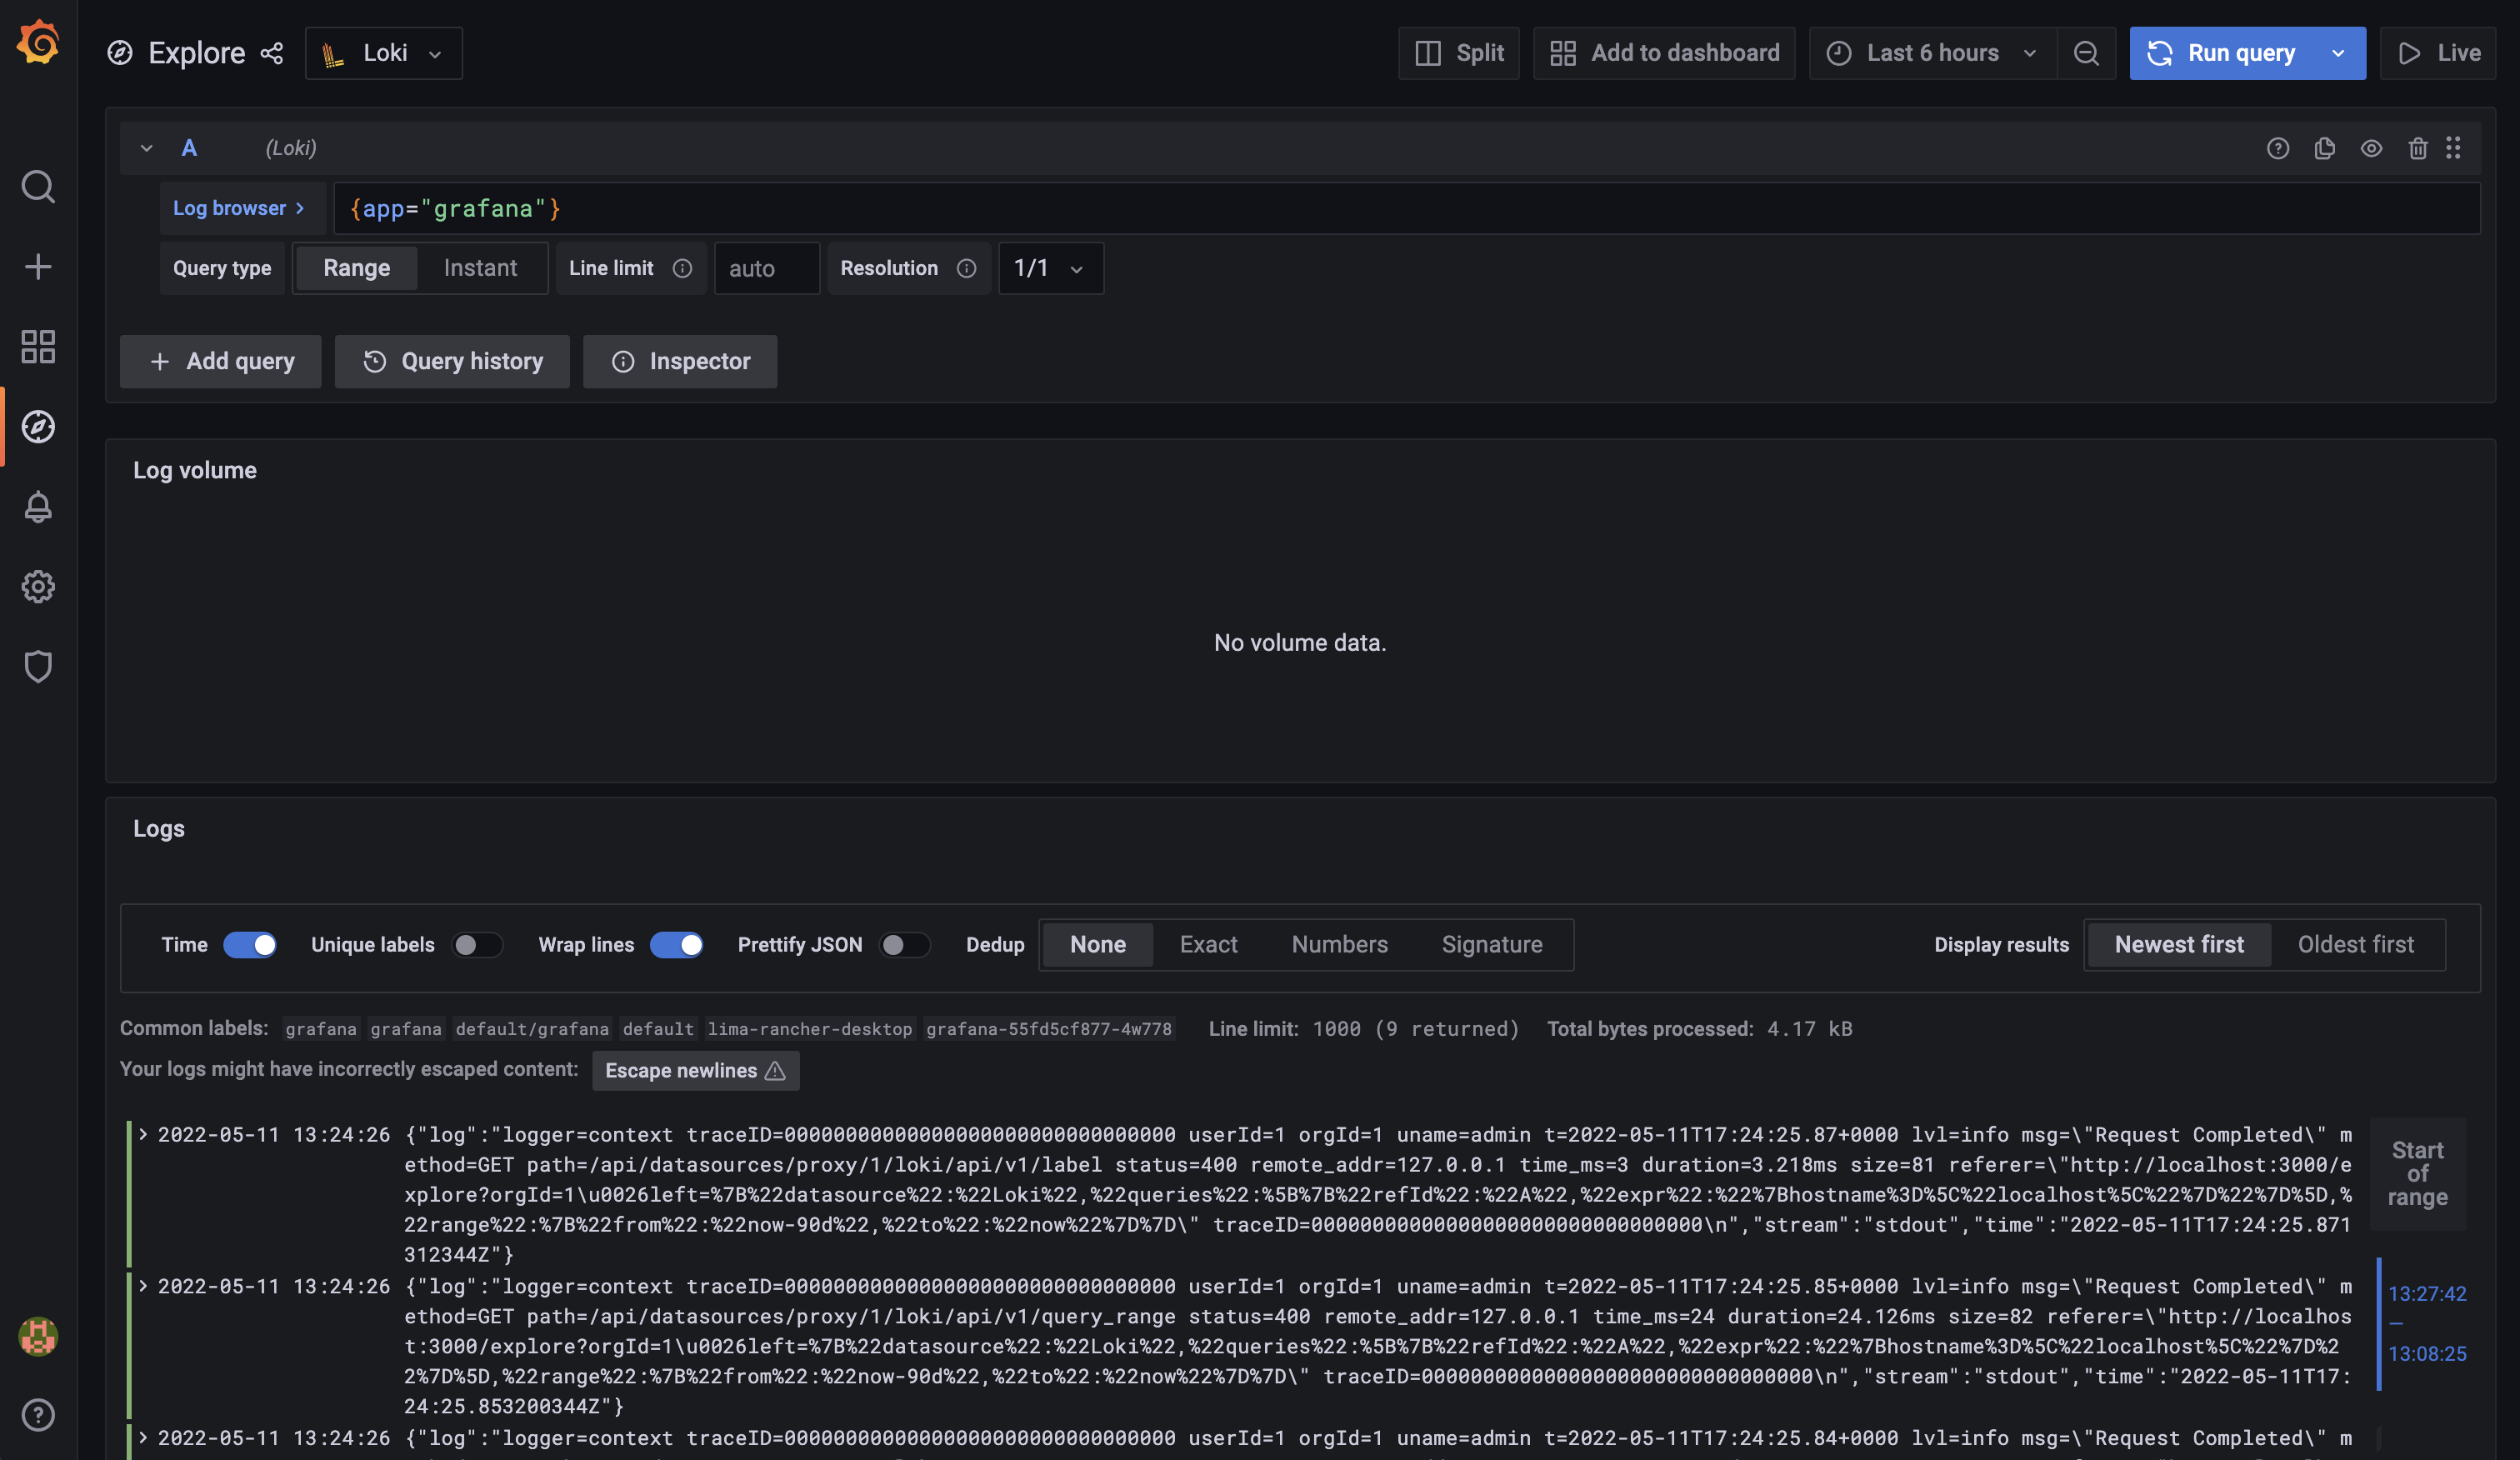 Explore Loki Split Add to dashboard Last 6 hours Run query Live
A (Loki)
Log browser > {app="grafana"}
Query type Range Instant Line limit auto Resolution 1/1
+ Add query Query history Inspector
Log volume
No volume data.
Logs
Time Unique labels Wrap lines Prettify JSON Dedup None Exact Numbers Signature Display results Newest first Oldest first
Common labels: grafana grafana default/grafana default lima-rancher-desktop grafana-55fd5cf877-4w778 Line limit: 1000 (9 returned) Total bytes processed: 4.17 kB
Your logs might have incorrectly escaped content: Escape newlines
> 2022-05-11 13:24:26 {"log":"logger=context traceID=00000000000000000000000000000000 userId=1 orgId=1 uname=admin t=2022-05-11T17:24:25.87+0000 lvl=info msg=\"Request Completed\" m
ethod=GET path=/api/datasources/proxy/1/loki/api/v1/label status=400 remote_addr=127.0.0.1 time_ms=3 duration=3.218ms size=81 referer=\"http://localhost:3000/e
xplore?orgId=1\u0026left=%7B%22datasource%22:%22Loki%22,%22queries%22:%5B%7B%22refId%22:%22A%22,%22expr%22:%22%7Bhostname%3D%5C%22localhost%5C%22%7D%22%7D%5D,%
22range%22:%7B%22from%22:%22now-90d%22,%22to%22:%22now%22%7D%7D\" traceID=00000000000000000000000000000000\n","stream":"stdout","time":"2022-05-11T17:24:25.871
312344Z"}
Start
of
range
> 2022-05-11 13:24:26 {"log":"logger=context traceID=00000000000000000000000000000000 userId=1 orgId=1 uname=admin t=2022-05-11T17:24:25.85+0000 lvl=info msg=\"Request Completed\" m
ethod=GET path=/api/datasources/proxy/1/loki/api/v1/query_range status=400 remote_addr=127.0.0.1 time_ms=24 duration=24.126ms size=82 referer=\"http://localhos
t:3000/explore?orgId=1\u0026left=%7B%22datasource%22:%22Loki%22,%22queries%22:%5B%7B%22refId%22:%22A%22,%22expr%22:%22%7Bhostname%3D%5C%22localhost%5C%22%7D%2
2%7D%5D,%22range%22:%7B%22from%22:%22now-90d%22,%22to%22:%22now%22%7D%7D\" traceID=00000000000000000000000000000000\n","stream":"stdout","time":"2022-05-11T17:
24:25.853200344Z"}
13:27:42
—
13:08:25
> 2022-05-11 13:24:26 {"log":"logger=context traceID=00000000000000000000000000000000 userId=1 orgId=1 uname=admin t=2022-05-11T17:24:25.84+0000 lvl=info msg=\"Request Completed\" m